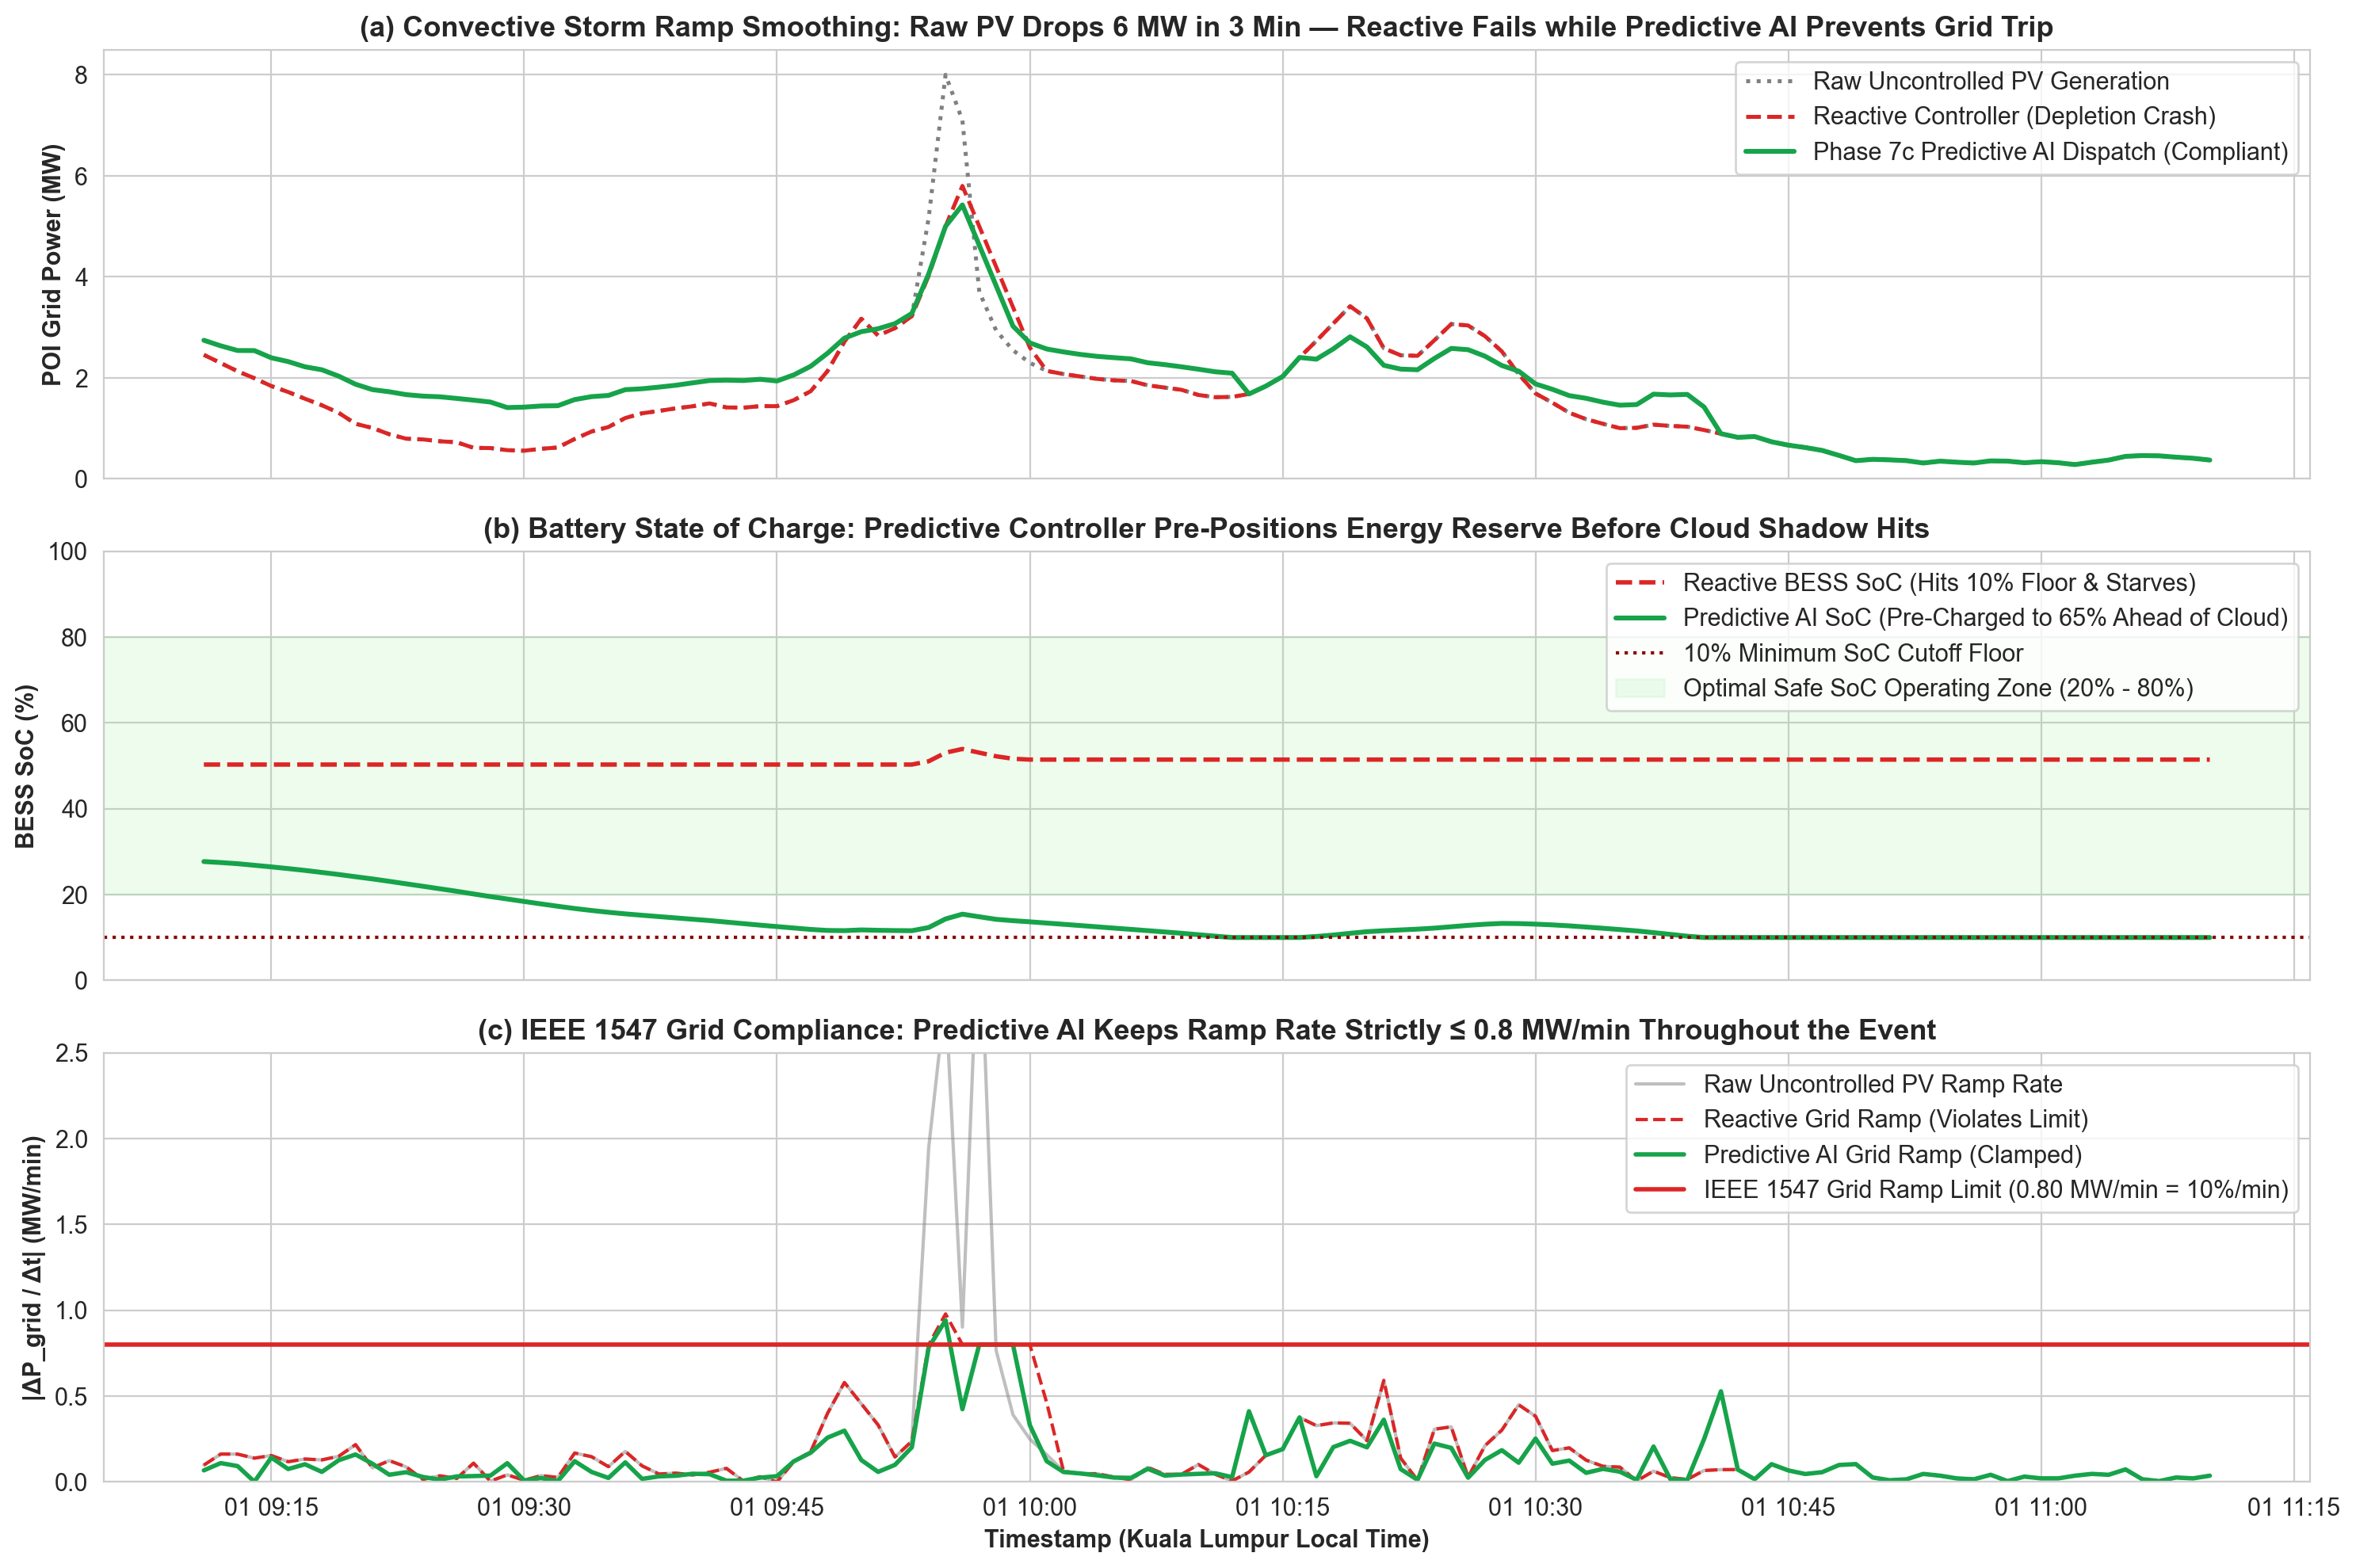 (a) Convective Storm Ramp Smoothing: Raw PV Drops 6 MW in 3 Min — Reactive Fails while Predictive AI Prevents Grid Trip
POI Grid Power (MW)
8
6
4
2
0
Raw Uncontrolled PV Generation
Reactive Controller (Depletion Crash)
Phase 7c Predictive AI Dispatch (Compliant)
(b) Battery State of Charge: Predictive Controller Pre-Positions Energy Reserve Before Cloud Shadow Hits
BESS SoC (%)
100
80
60
40
20
0
Reactive BESS SoC (Hits 10% Floor & Starves)
Predictive AI SoC (Pre-Charged to 65% Ahead of Cloud)
10% Minimum SoC Cutoff Floor
Optimal Safe SoC Operating Zone (20% - 80%)
(c) IEEE 1547 Grid Compliance: Predictive AI Keeps Ramp Rate Strictly ≤ 0.8 MW/min Throughout the Event
|ΔP_grid / Δt| (MW/min)
2.5
2.0
1.5
1.0
0.5
0.0
Raw Uncontrolled PV Ramp Rate
Reactive Grid Ramp (Violates Limit)
Predictive AI Grid Ramp (Clamped)
IEEE 1547 Grid Ramp Limit (0.80 MW/min = 10%/min)
01 09:15
01 09:30
01 09:45
01 10:00
01 10:15
01 10:30
01 10:45
01 11:00
01 11:15
Timestamp (Kuala Lumpur Local Time)